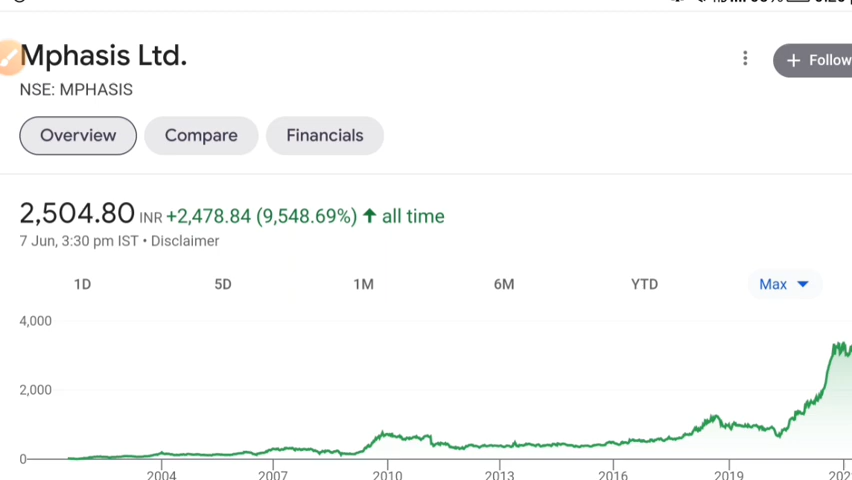 Mphasis Ltd.
+ Follow
NSE: MPHASIS
Overview
Compare
Financials
2,504.80 INR +2,478.84 (9,548.69%) ↑ all time
7 Jun, 3:30 pm IST • Disclaimer
1D 5D 1M 6M YTD Max
4,000
2,000
0
2004 2007 2010 2013 2016 2019